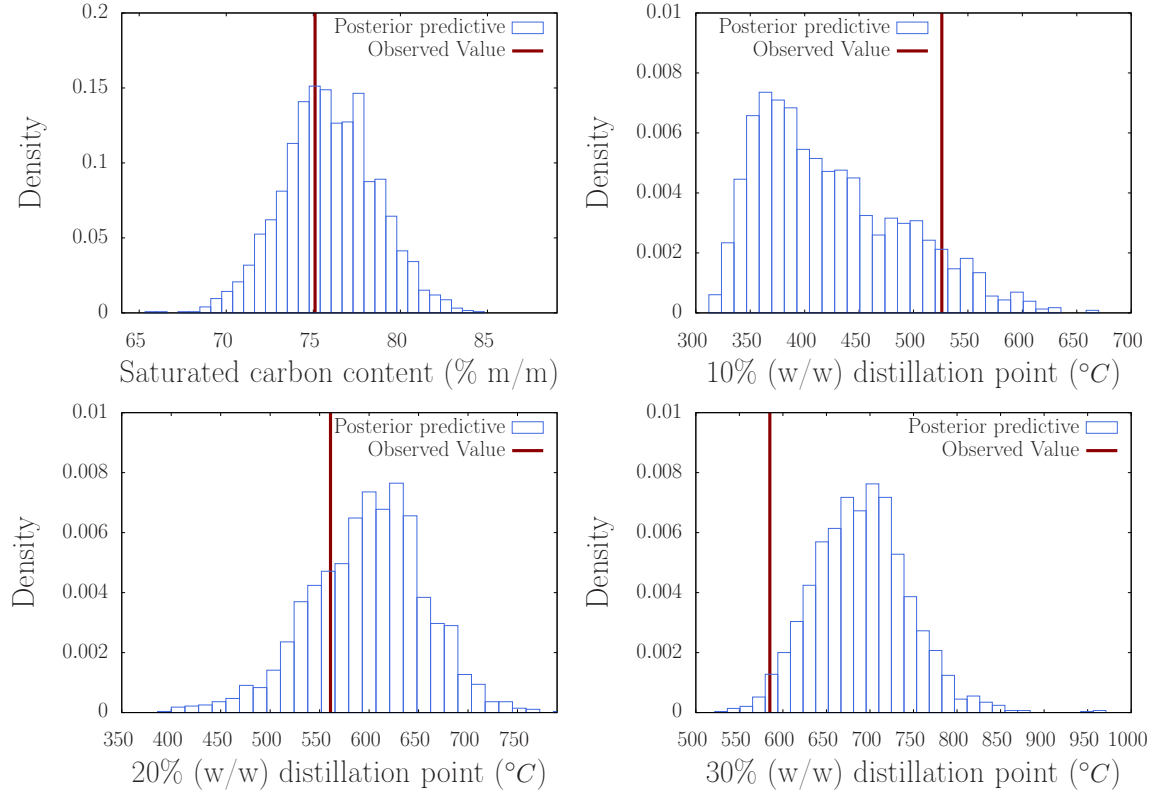 0.2
0.15
0.1
0.05
0
Density
Posterior predictive
Observed Value
65 70 75 80 85
Saturated carbon content (% m/m)
0.01
0.008
0.006
0.004
0.002
0
Density
Posterior predictive
Observed Value
300 350 400 450 500 550 600 650 700
10% (w/w) distillation point (°C)
0.01
0.008
0.006
0.004
0.002
0
Density
Posterior predictive
Observed Value
350 400 450 500 550 600 650 700 750
20% (w/w) distillation point (°C)
0.01
0.008
0.006
0.004
0.002
0
Density
Posterior predictive
Observed Value
500 550 600 650 700 750 800 850 900 950 1000
30% (w/w) distillation point (°C)